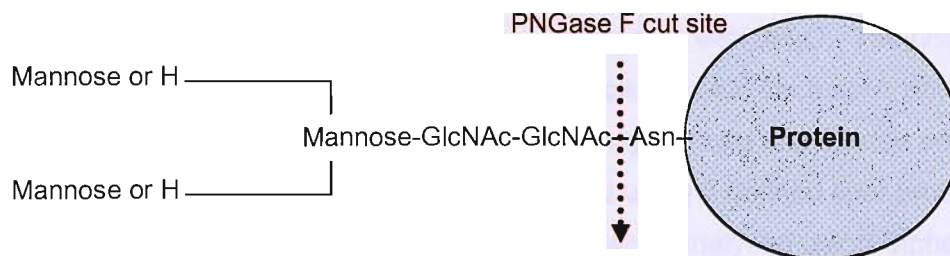 PNGase F cut site
Mannose or H
Mannose-GlcNAc-GlcNAc-Asn-
Protein
Mannose or H